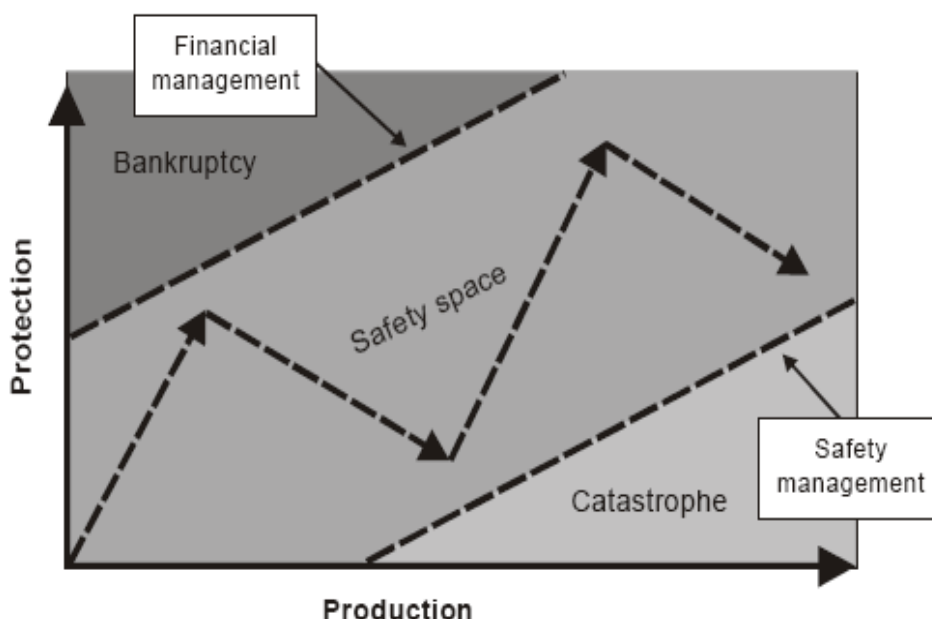 Financial
management
Bankruptcy
Protection
Safety space
Safety
management
Catastrophe
Production